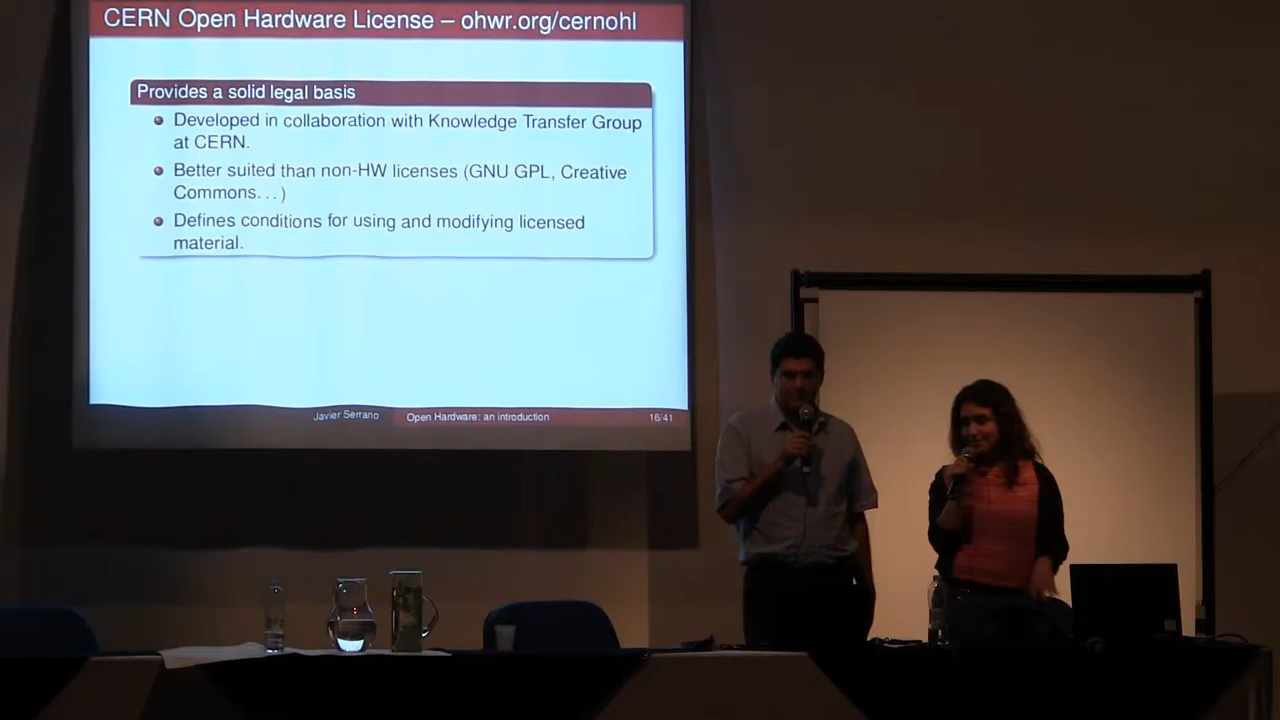 CERN Open Hardware License – ohwr.org/cernohl
Provides a solid legal basis
Developed in collaboration with Knowledge Transfer Group
at CERN.
Better suited than non-HW licenses (GNU GPL, Creative
Commons...)
Defines conditions for using and modifying licensed
material.
Javier Serrano
Open Hardware: an introduction
16/41